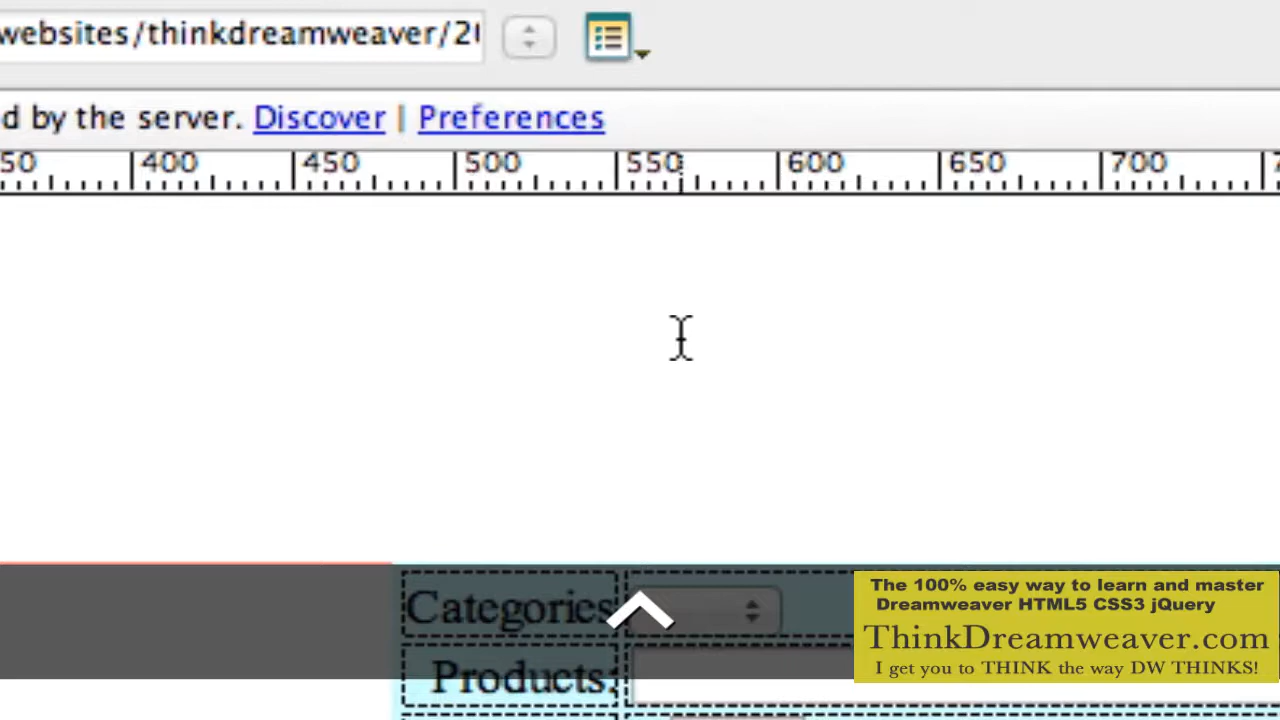 websites/thinkdreamweaver/20
d by the server. Discover | Preferences
50 400 450 500 550 600 650 700 7
Categories
Products:
The 100% easy way to learn and master
Dreamweaver HTML5 CSS3 jQuery
ThinkDreamweaver.com
I get you to THINK the way DW THINKS!